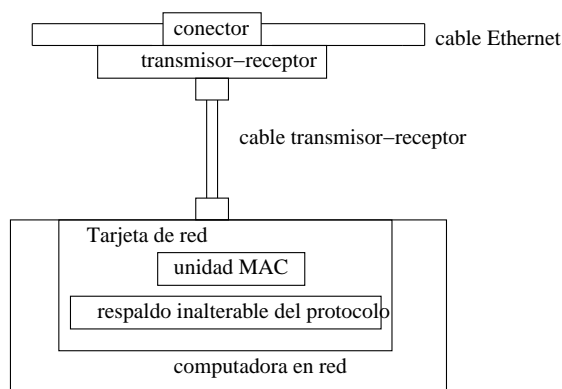 conector
cable Ethernet
transmisor−receptor
cable transmisor−receptor
Tarjeta de red
unidad MAC
respaldo inalterable del protocolo
computadora en red